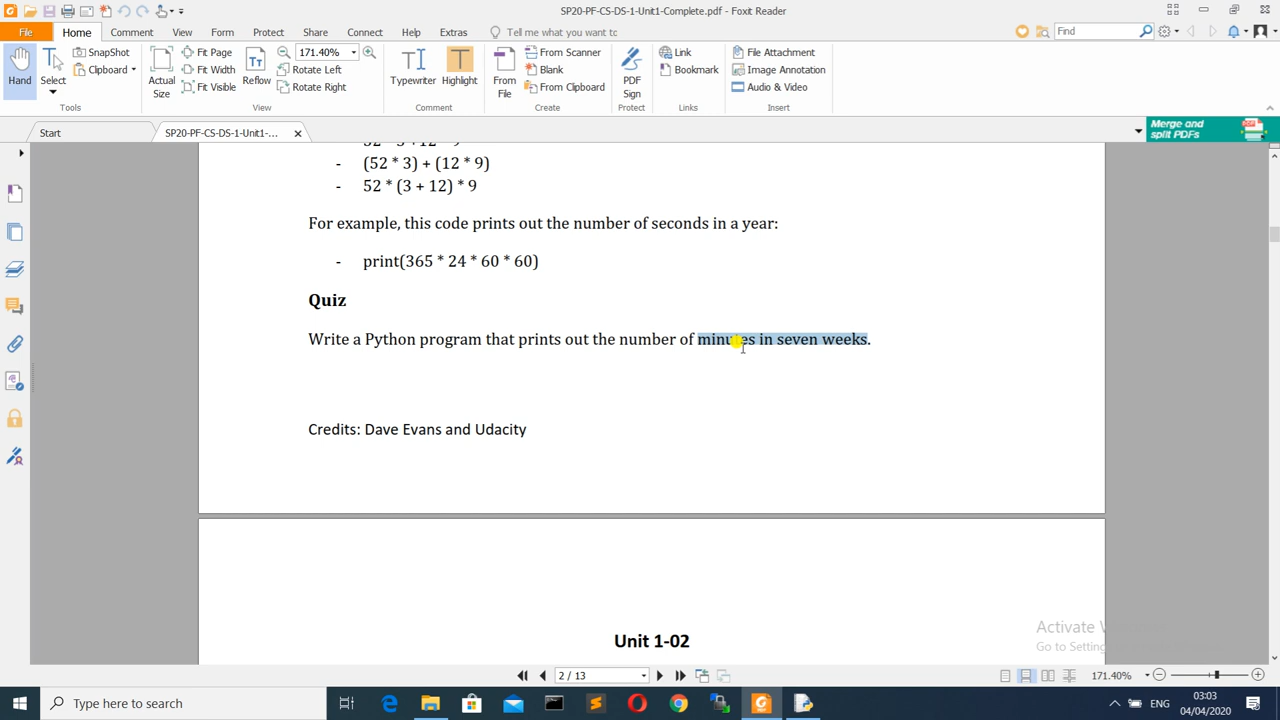 SP20-PF-CS-DS-1-Unit1-Complete.pdf - Foxit Reader
File Home Comment View Form Protect Share Connect Help Extras Tell me what you want tc Find
Hand
Select
SnapShot
Clipboard
Tools
Actual Size
Fit Page
Fit Width
Fit Visible
Reflow
171.40%
Rotate Left
Rotate Right
View
Typewriter
Highlight
Comment
From File
From Scanner
Blank
From Clipboard
Create
PDF Sign
Protect
Link
Bookmark
Links
File Attachment
Image Annotation
Audio & Video
Insert
Start
SP20-PF-CS-DS-1-Unit1-...
Merge and split PDFs
- (52 * 3) + (12 * 9)
- 52 * (3 + 12) * 9
For example, this code prints out the number of seconds in a year:
- print(365 * 24 * 60 * 60)
Quiz
Write a Python program that prints out the number of minutes in seven weeks.
Credits: Dave Evans and Udacity
Unit 1-02
Activate
Go to Setting
2 / 13
171.40%
Type here to search
ENG
03:03
04/04/2020